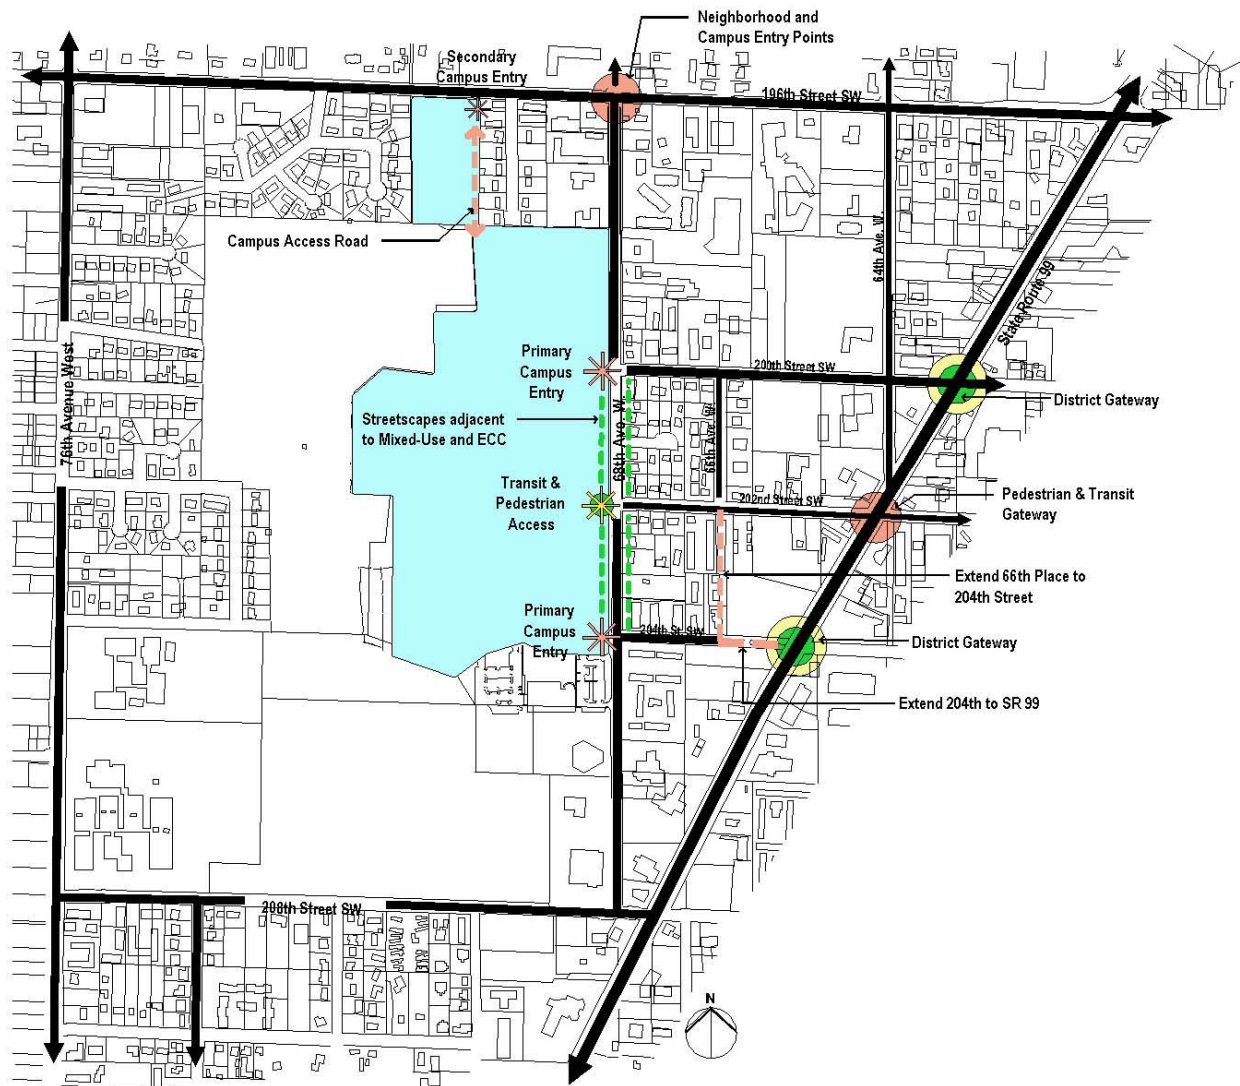 Neighborhood and
Campus Entry Points
Secondary
Campus Entry
196th Street SW
Campus Access Road
64th Ave. W.
State Route 99
76th Avenue West
Primary
Campus
Entry
200th Street SW
District Gateway
Streetscapes adjacent
to Mixed-Use and ECC
68th Ave. W.
66th Ave. W.
Transit &
Pedestrian
Access
202nd Street SW
Pedestrian & Transit
Gateway
Extend 66th Place to
204th Street
Primary
Campus
Entry
204th St. SW
District Gateway
Extend 204th to SR 99
208th Street SW
N